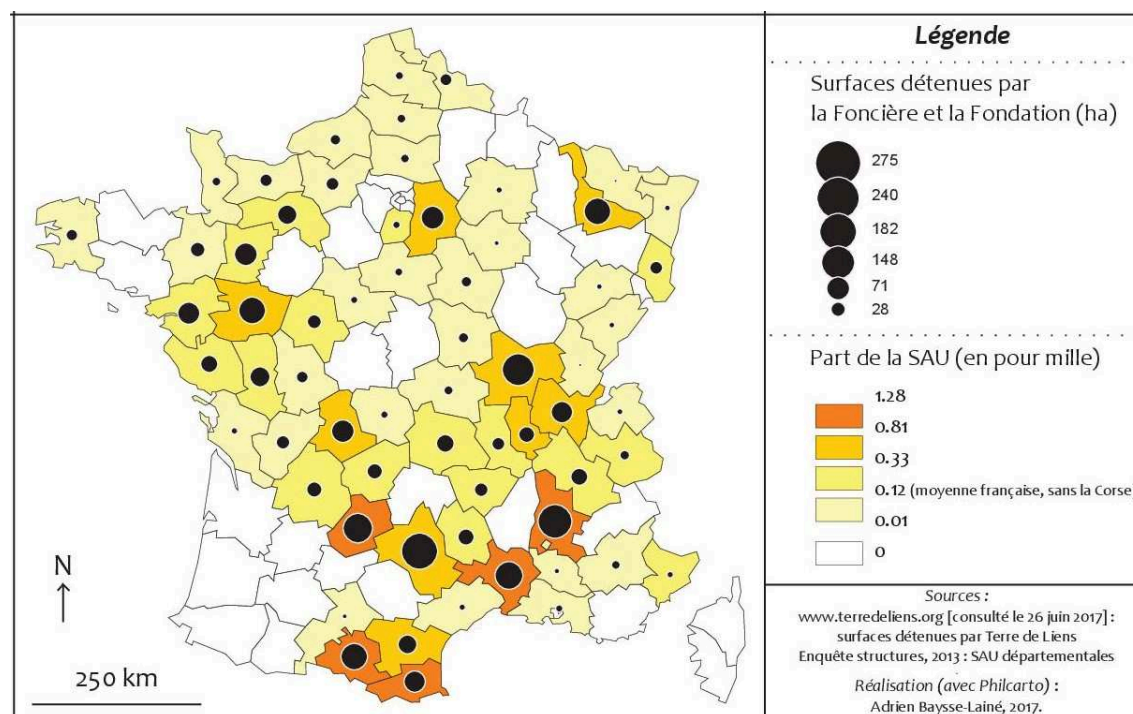 Légende
Surfaces détenues par
la Foncière et la Fondation (ha)
275
240
182
148
71
28
Part de la SAU (en pour mille)
1.28
0.81
0.33
0.12 (moyenne française, sans la Corse)
0.01
0
N
250 km
Sources :
www.terredeliens.org [consulté le 26 juin 2017] :
surfaces détenues par Terre de Liens
Enquête structures, 2013 : SAU départementales
Réalisation (avec Philcarto) :
Adrien Baysse-Lainé, 2017.